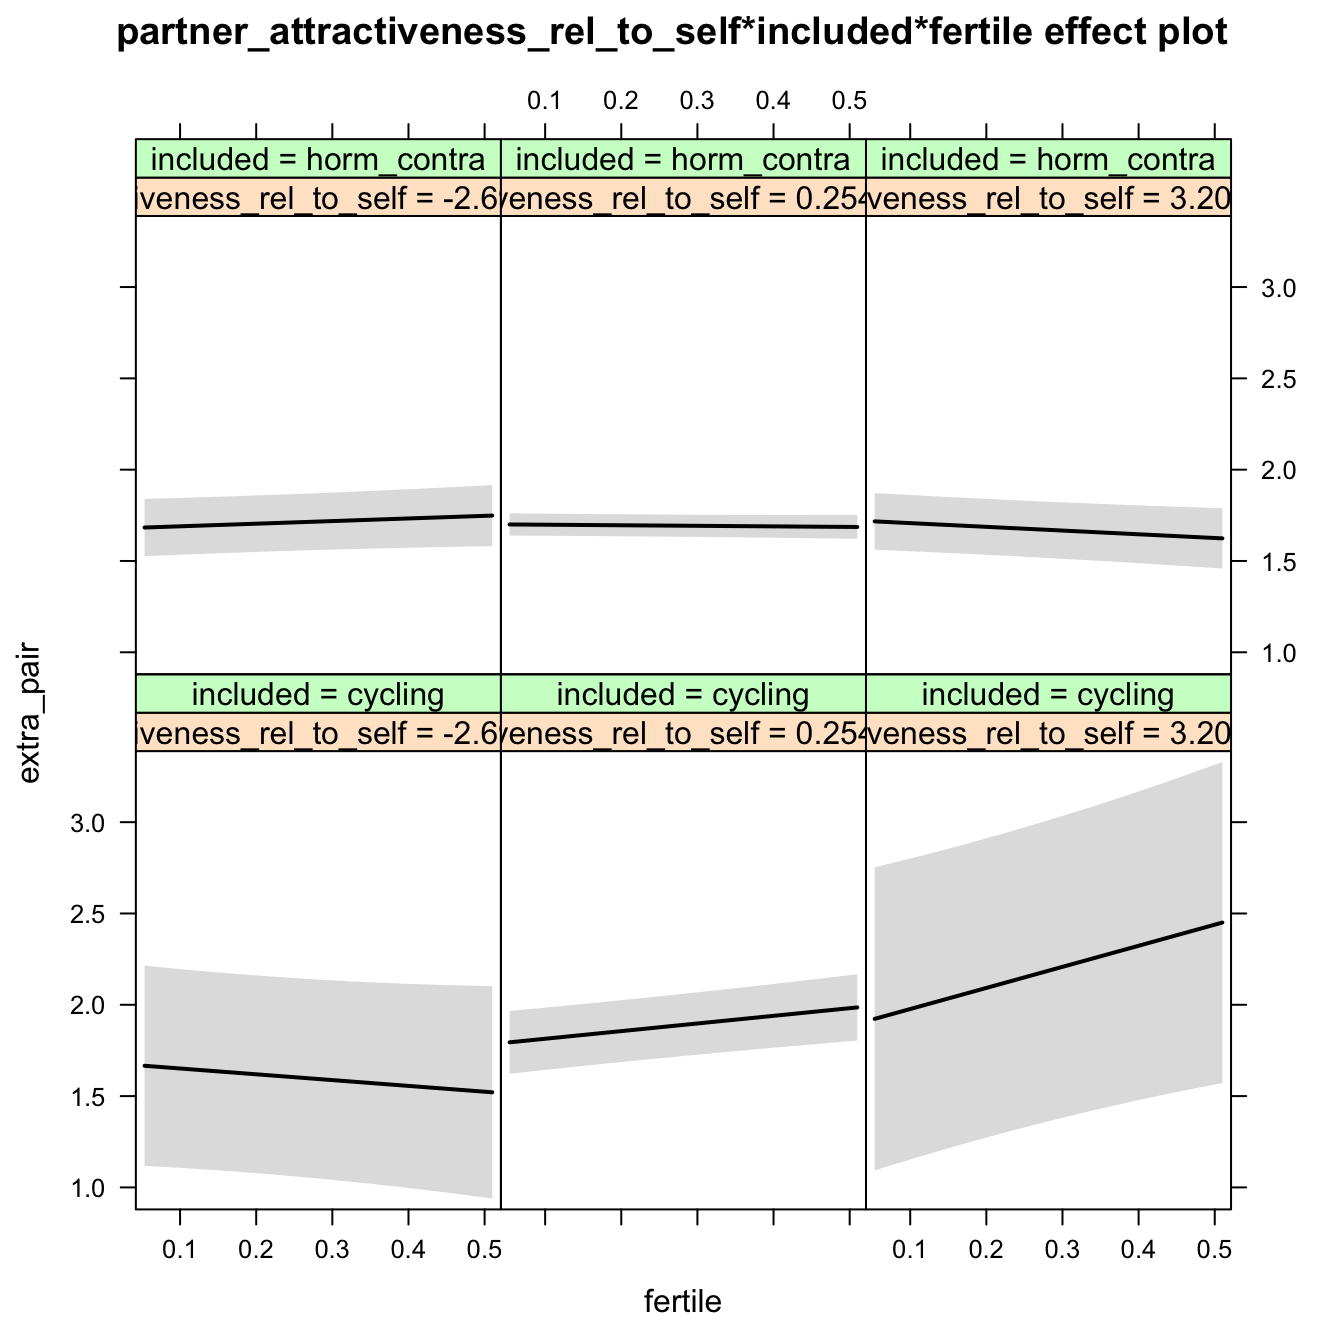 partner_attractiveness_rel_to_self*included*fertile effect plot
0.1 0.2 0.3 0.4 0.5
included = horm_contra included = horm_contra included = horm_contra
iveness_rel_to_self = -2.6 veness_rel_to_self = 0.254 veness_rel_to_self = 3.20
3.0
2.5
2.0
1.5
1.0
extra_pair
included = cycling included = cycling included = cycling
iveness_rel_to_self = -2.6 veness_rel_to_self = 0.254 veness_rel_to_self = 3.20
3.0
2.5
2.0
1.5
1.0
0.1 0.2 0.3 0.4 0.5 0.1 0.2 0.3 0.4 0.5
fertile